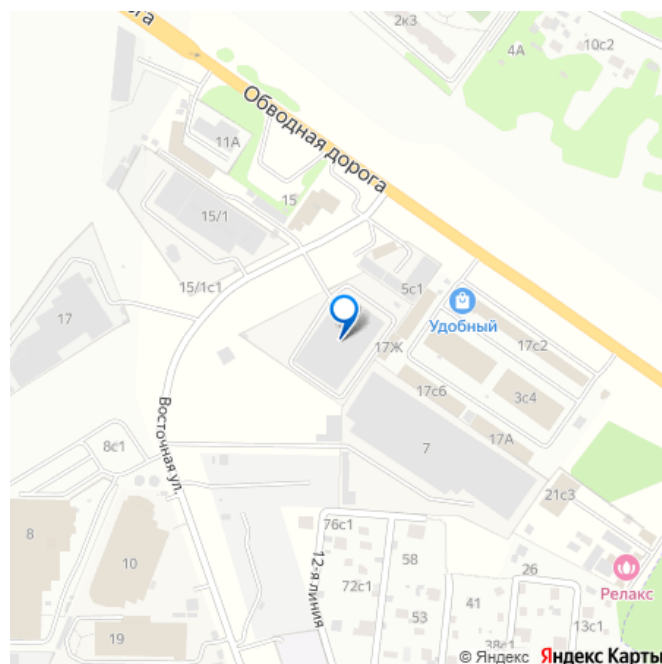 ога
2к3
4А
10с2
Обводная дорога
11А
15
15/1
15/1с1
5с1
17
Удобный
17Ж
17с2
17с6
3с4
17А
Восточная ул.
8с1
7
21с3
8
76с1
12-я линия
58
10
72с1
26
Релакс
41
53
13с1
19
38с1
© Яндекс Яндекс Карты